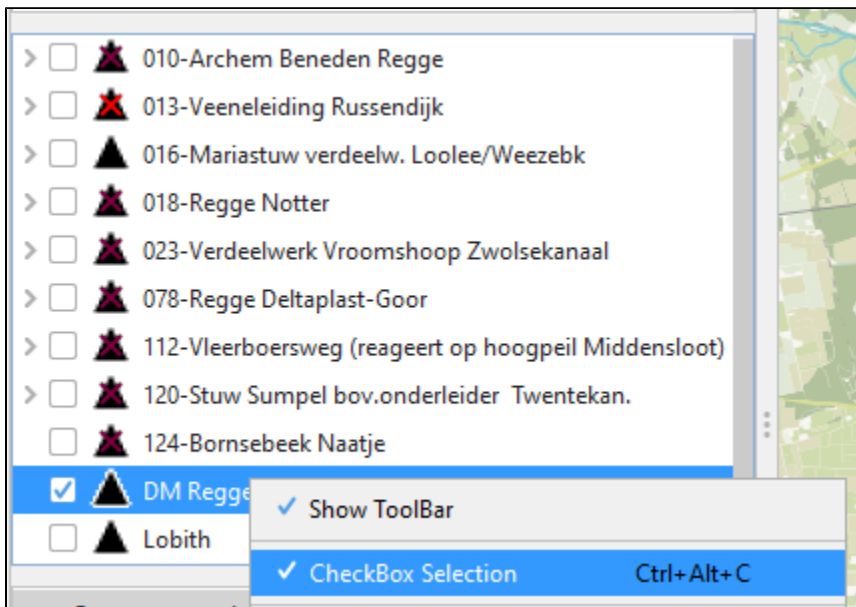 010-Archem Beneden Regge
013-Veeneleiding Russendijk
016-Mariastuw verdeelw. Loolee/Weezebk
018-Regge Notter
023-Verdeelwerk Vroomshoop Zwolsekanaal
078-Regge Deltaplast-Goor
112-Vleerboersweg (reageert op hoogpeil Middensloot)
120-Stuw Sumpel bov.onderleider  Twentekan.
124-Bornsebeek Naatje
DM Regge
Show ToolBar
Lobith
CheckBox Selection Ctrl+Alt+C